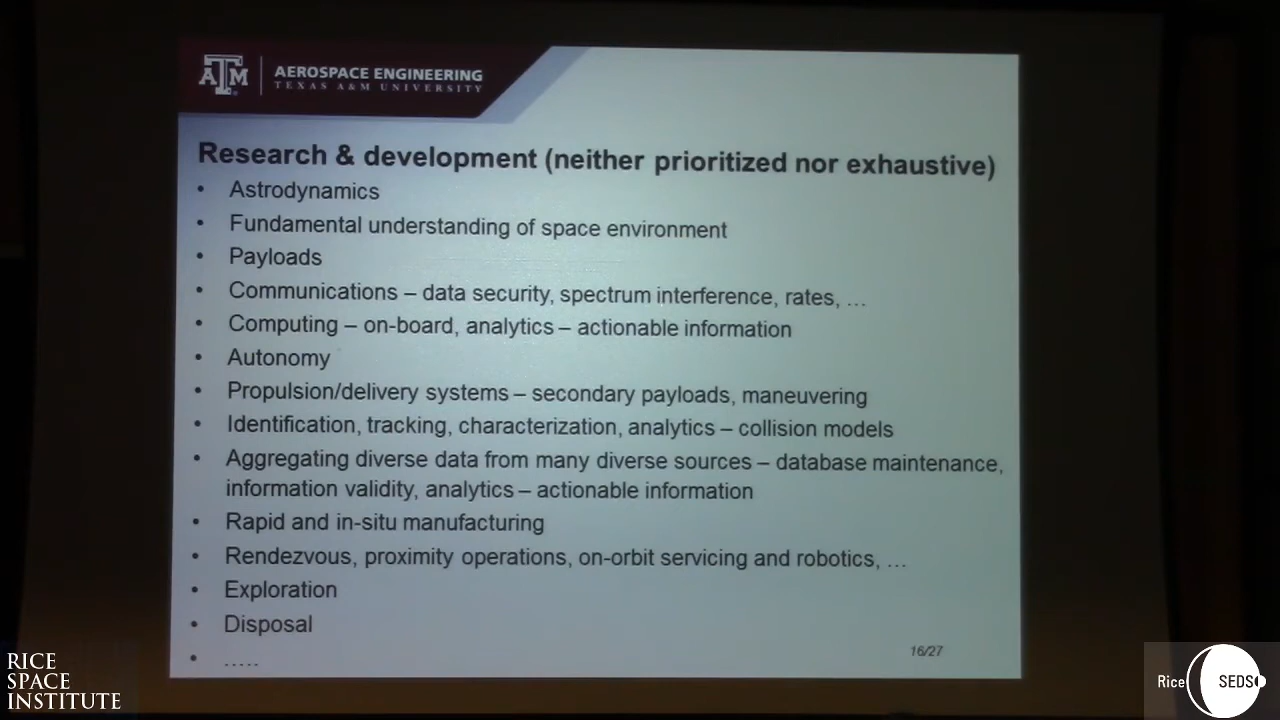 AEROSPACE ENGINEERING
TEXAS A&M UNIVERSITY
Research & development (neither prioritized nor exhaustive)
• Astrodynamics
• Fundamental understanding of space environment
• Payloads
• Communications – data security, spectrum interference, rates, …
• Computing – on-board, analytics – actionable information
• Autonomy
• Propulsion/delivery systems – secondary payloads, maneuvering
• Identification, tracking, characterization, analytics – collision models
• Aggregating diverse data from many diverse sources – database maintenance,
information validity, analytics – actionable information
• Rapid and in-situ manufacturing
• Rendezvous, proximity operations, on-orbit servicing and robotics, …
• Exploration
• Disposal
• …..
16/27
RICE
SPACE
INSTITUTE
Rice SEDS